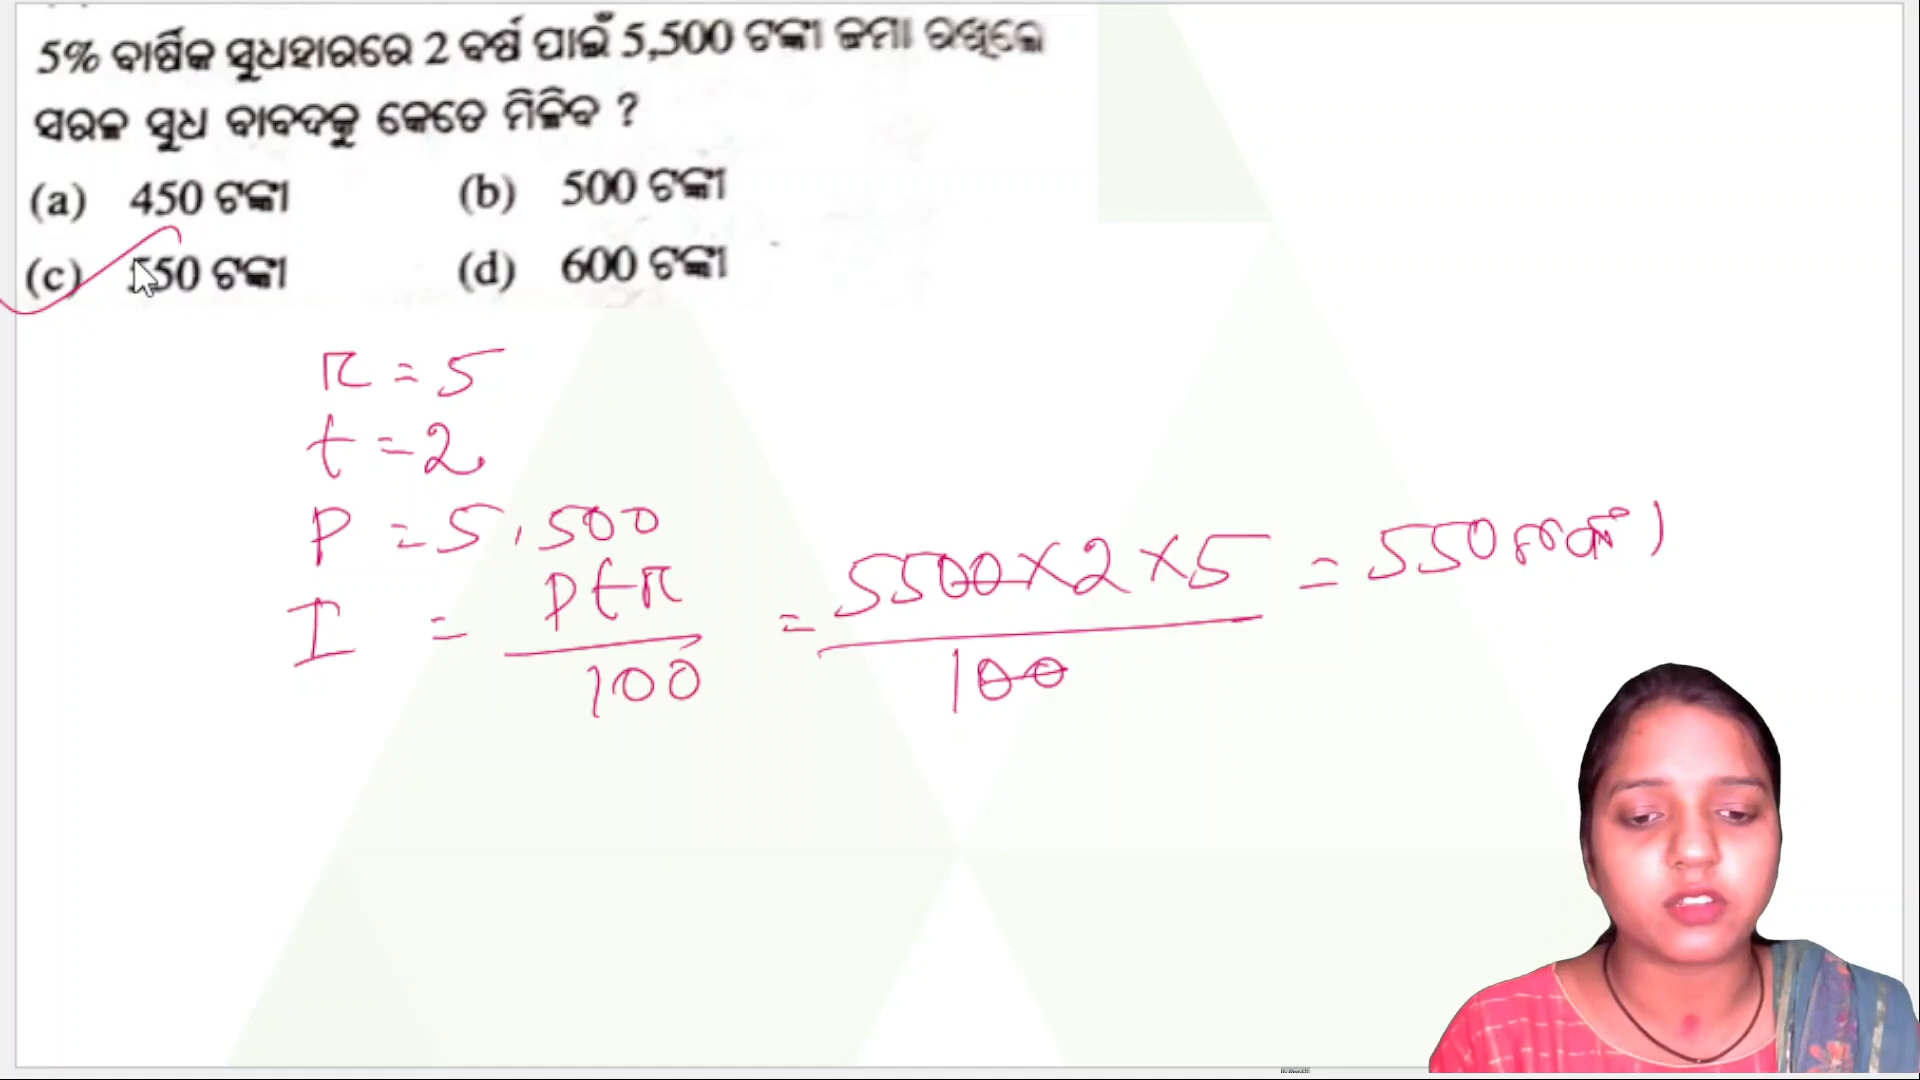 5% ବାର୍ଷିକ ସୁଧହାରରେ 2 ବର୍ଷ ପାଇଁ 5,500 ଟଙ୍କା ଜମା ରଖିଲେ
ସରଳ ସୁଧ ବାବଦକୁ କେତେ ମିଳିବ ?
(a) 450 ଟଙ୍କା (b) 500 ଟଙ୍କା
(c) 550 ଟଙ୍କା (d) 600 ଟଙ୍କା
r = 5
t = 2
P = 5,500
I = Ptr / 100 = 5500 × 2 × 5 / 100 = 550